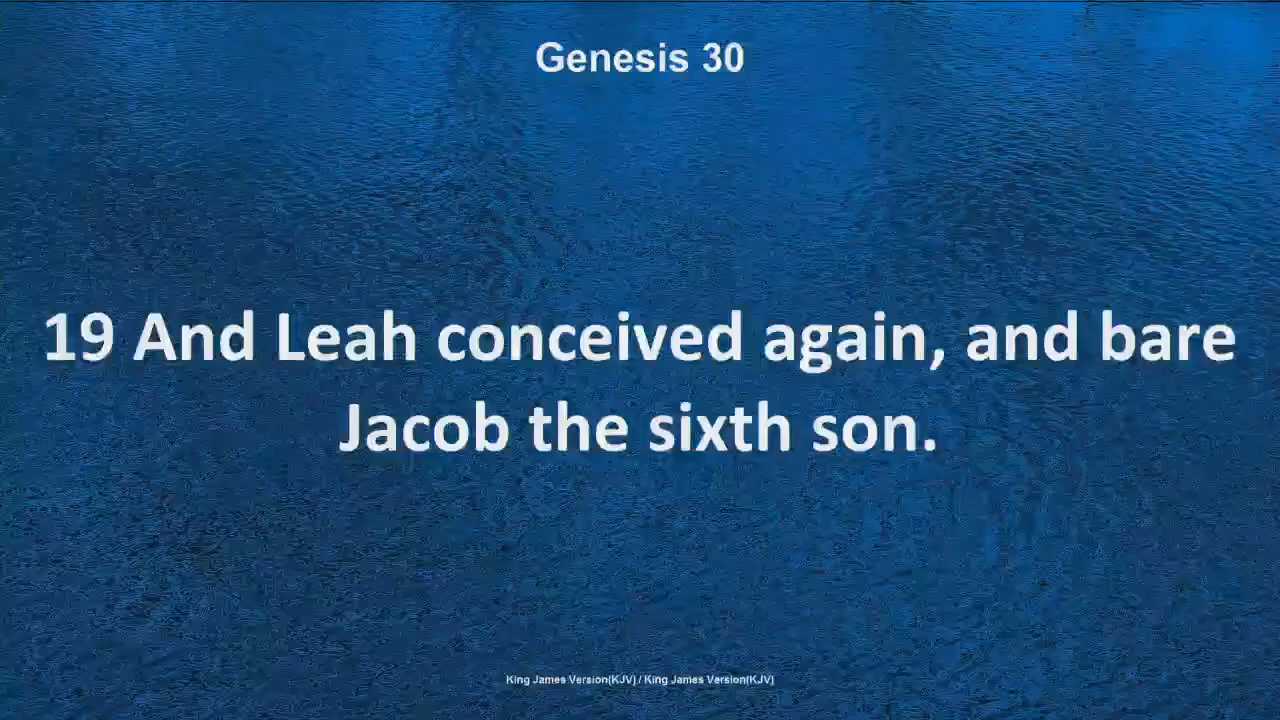 Genesis 30
19 And Leah conceived again, and bare
Jacob the sixth son.
King James Version(KJV) / King James Version(KJV)